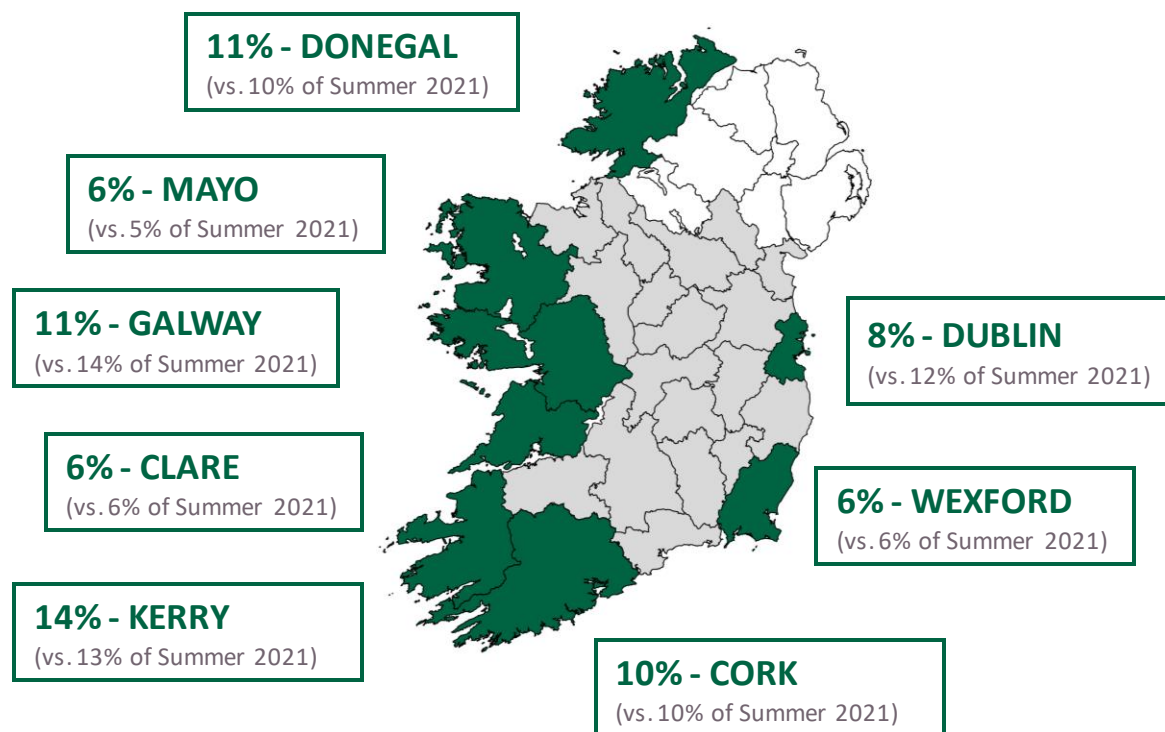 11% - DONEGAL
(vs. 10% of Summer 2021)
6% - MAYO
(vs. 5% of Summer 2021)
11% - GALWAY
(vs. 14% of Summer 2021)
8% - DUBLIN
(vs. 12% of Summer 2021)
6% - CLARE
(vs. 6% of Summer 2021)
6% - WEXFORD
(vs. 6% of Summer 2021)
14% - KERRY
(vs. 13% of Summer 2021)
10% - CORK
(vs. 10% of Summer 2021)